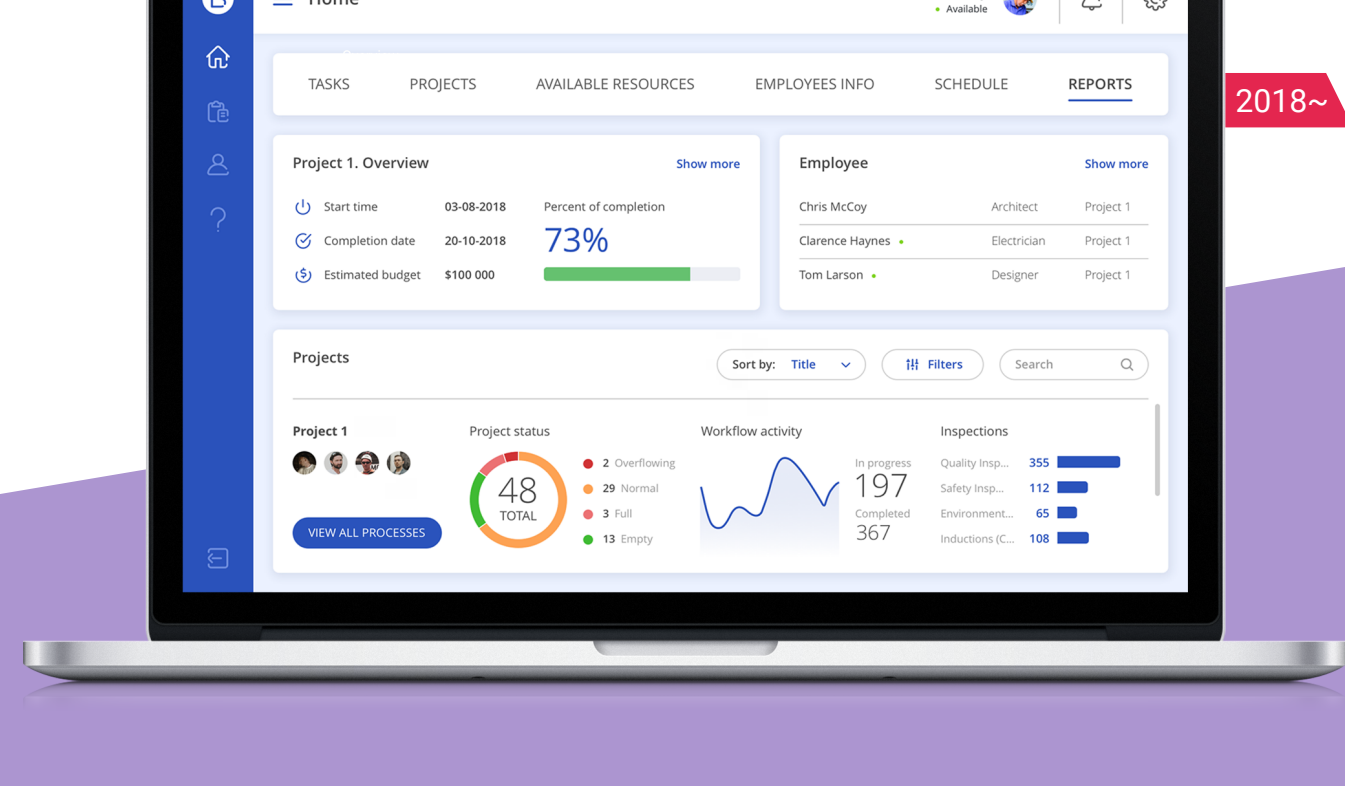 Home
Available
TASKS PROJECTS AVAILABLE RESOURCES EMPLOYEES INFO SCHEDULE REPORTS
2018~
Project 1. Overview Show more
Start time 03-08-2018 Percent of completion
Completion date 20-10-2018 73%
Estimated budget $100 000
Employee Show more
Chris McCoy Architect Project 1
Clarence Haynes Electrician Project 1
Tom Larson Designer Project 1
Projects Sort by: Title Filters Search
Project 1
VIEW ALL PROCESSES
Project status
48
TOTAL
2 Overflowing
29 Normal
3 Full
13 Empty
Workflow activity
In progress
197
Completed
367
Inspections
Quality Insp... 355
Safety Insp... 112
Environment... 65
Inductions (C... 108